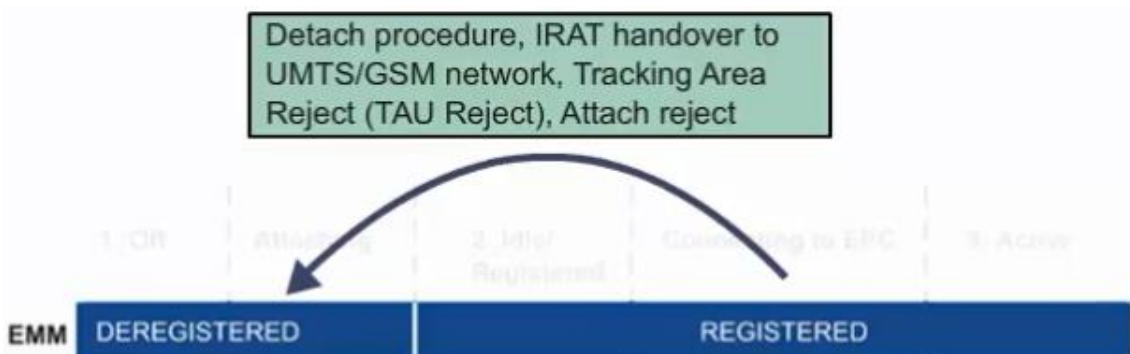 Detach procedure, IRAT handover to
UMTS/GSM network, Tracking Area
Reject (TAU Reject), Attach reject
1. Off
Attaching
2. Idle/
Registered
Connecting to EPC
3. Active
EMM
DEREGISTERED
REGISTERED